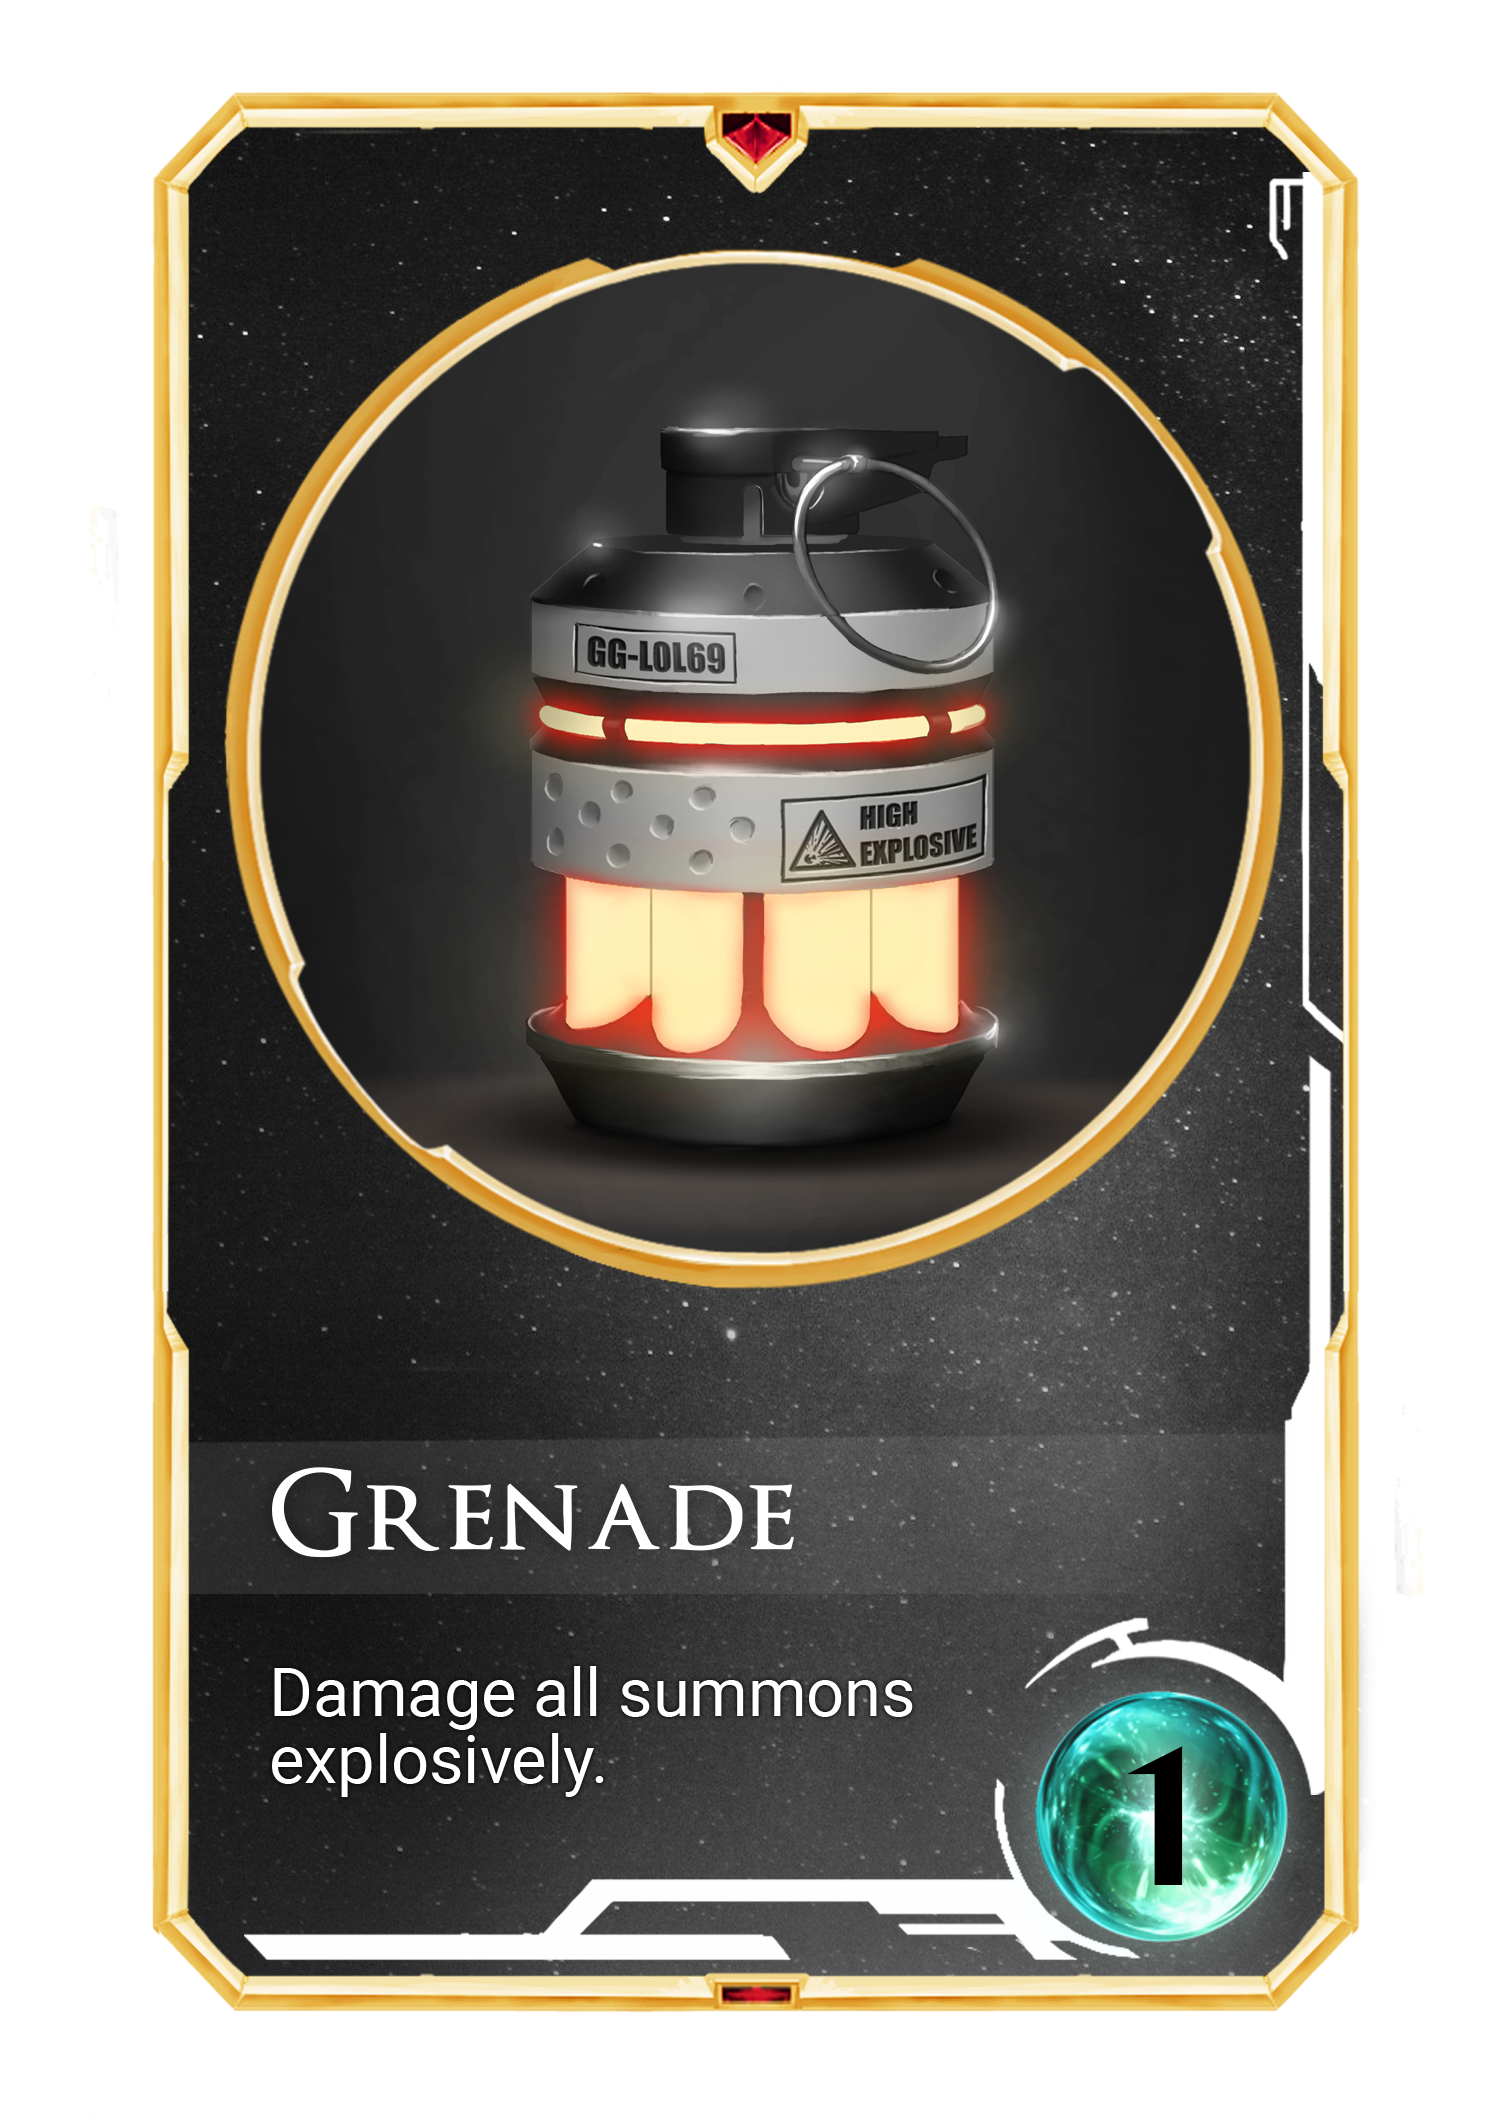 GG-LOL69
HIGH
EXPLOSIVE
GRENADE
Damage all summons
explosively.
1